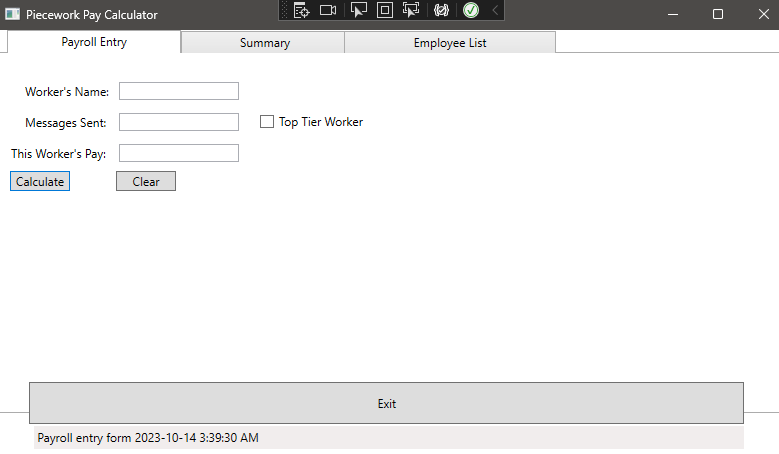 Piecework Pay Calculator
Payroll Entry
Summary
Employee List
Worker's Name:
Messages Sent:
Top Tier Worker
This Worker's Pay:
Calculate
Clear
Exit
Payroll entry form 2023-10-14 3:39:30 AM